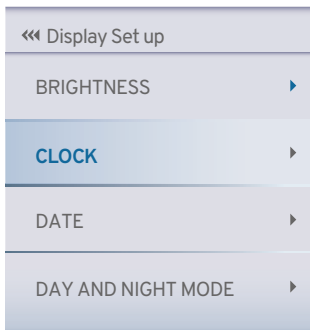 Display Set up
BRIGHTNESS
CLOCK
DATE
DAY AND NIGHT MODE